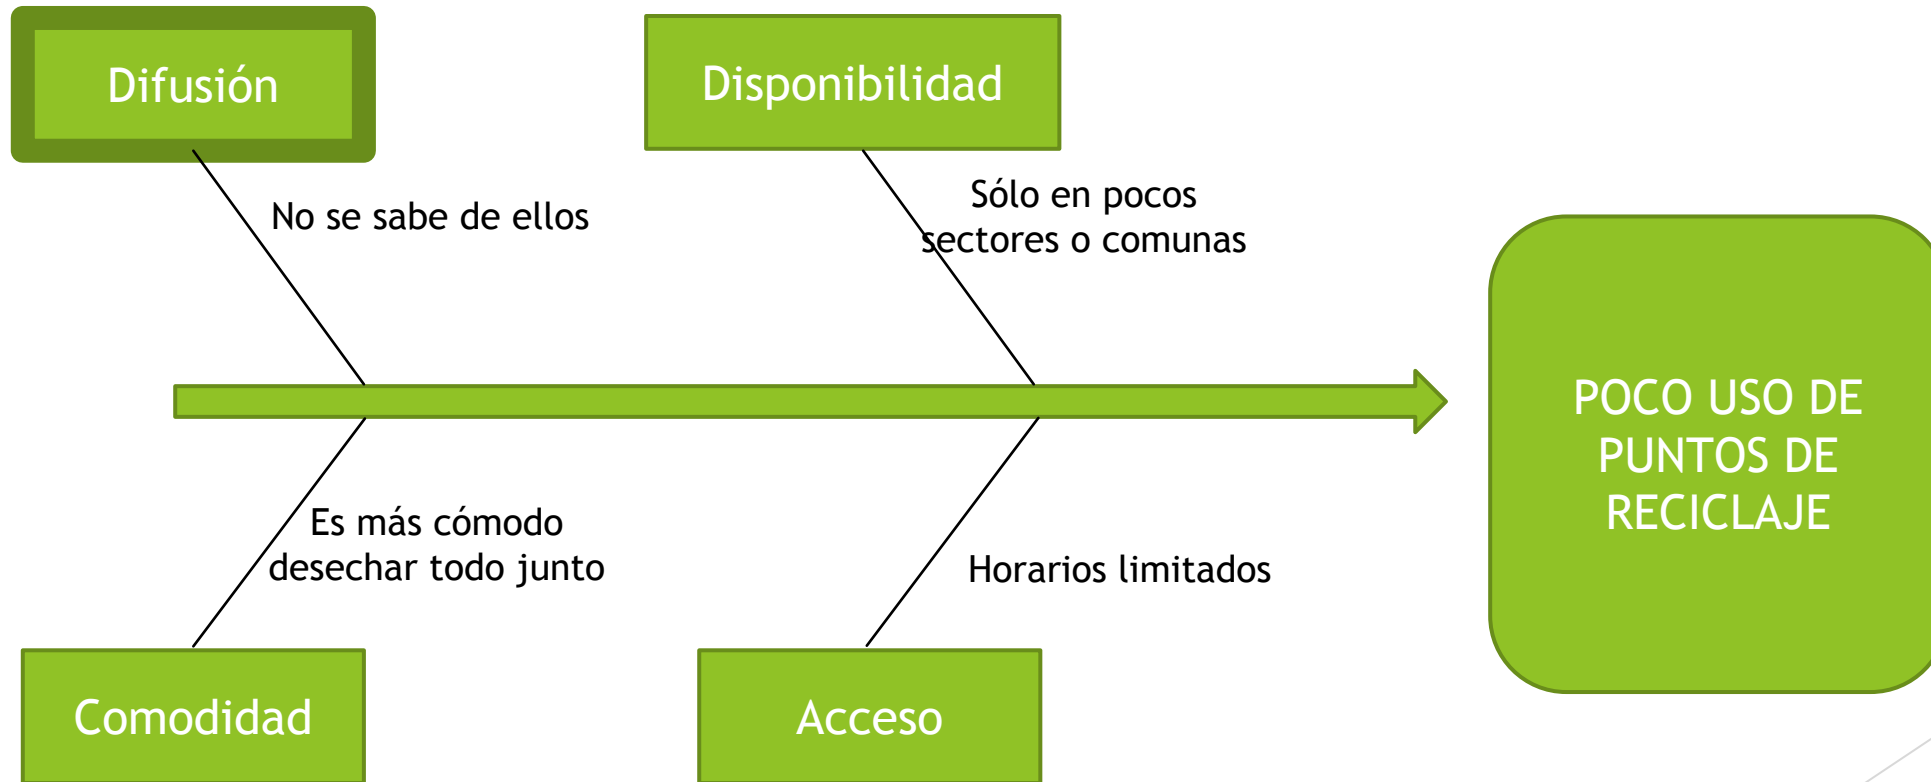 Difusión
Disponibilidad
No se sabe de ellos
Sólo en pocos
sectores o comunas
POCO USO DE
PUNTOS DE
RECICLAJE
Es más cómodo
desechar todo junto
Horarios limitados
Comodidad
Acceso